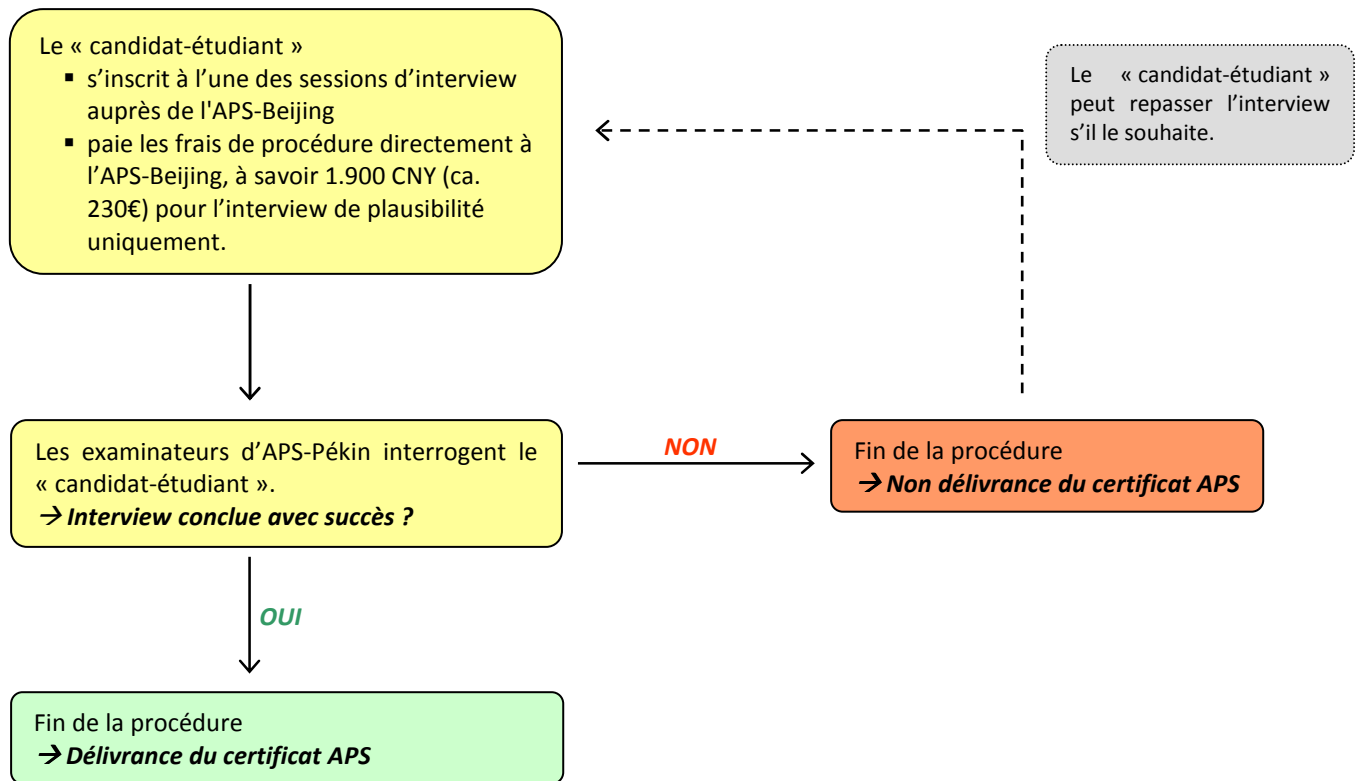 Le « candidat-étudiant »
▪ s’inscrit à l’une des sessions d’interview
auprès de l'APS-Beijing
▪ paie les frais de procédure directement à
l’APS-Beijing, à savoir 1.900 CNY (ca.
230€) pour l’interview de plausibilité
uniquement.
Le « candidat-étudiant »
peut repasser l’interview
s’il le souhaite.
Les examinateurs d’APS-Pékin interrogent le
« candidat-étudiant ».
→ Interview conclue avec succès ?
NON
Fin de la procédure
→ Non délivrance du certificat APS
OUI
Fin de la procédure
→ Délivrance du certificat APS